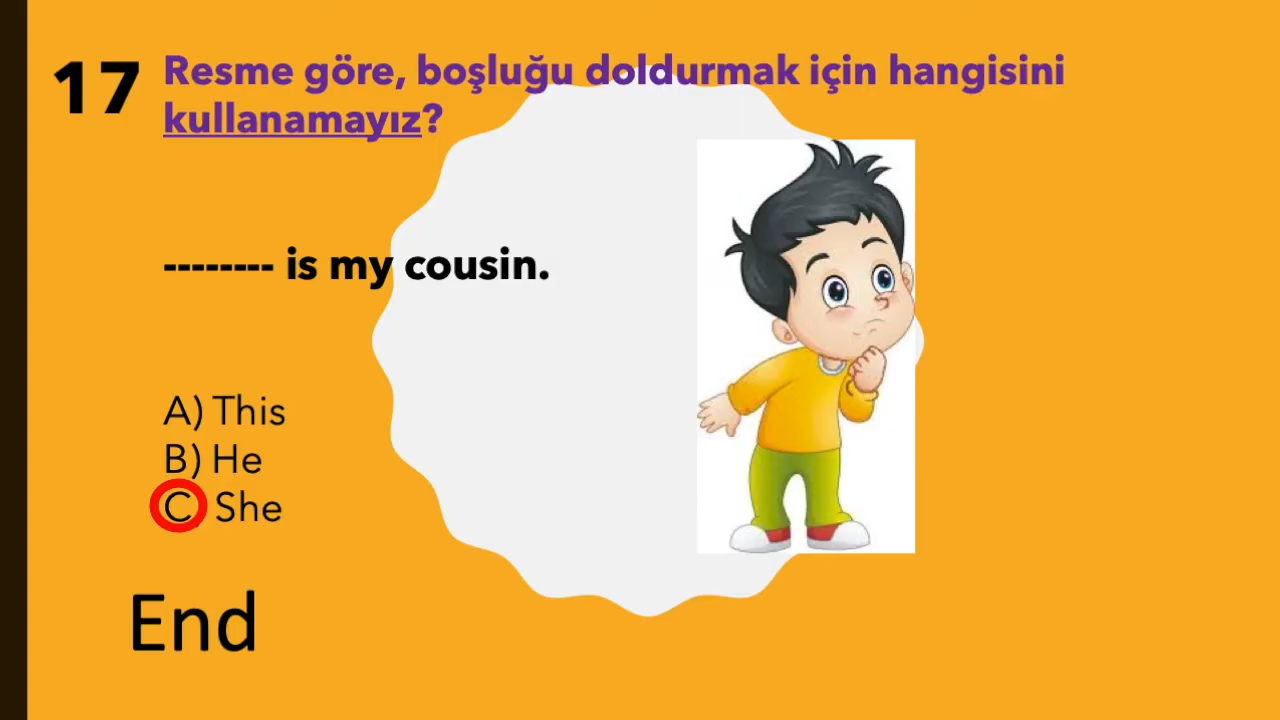 17 Resme göre, boşluğu doldurmak için hangisini
kullanamayız?
-------- is my cousin.
A) This
B) He
C) She
End